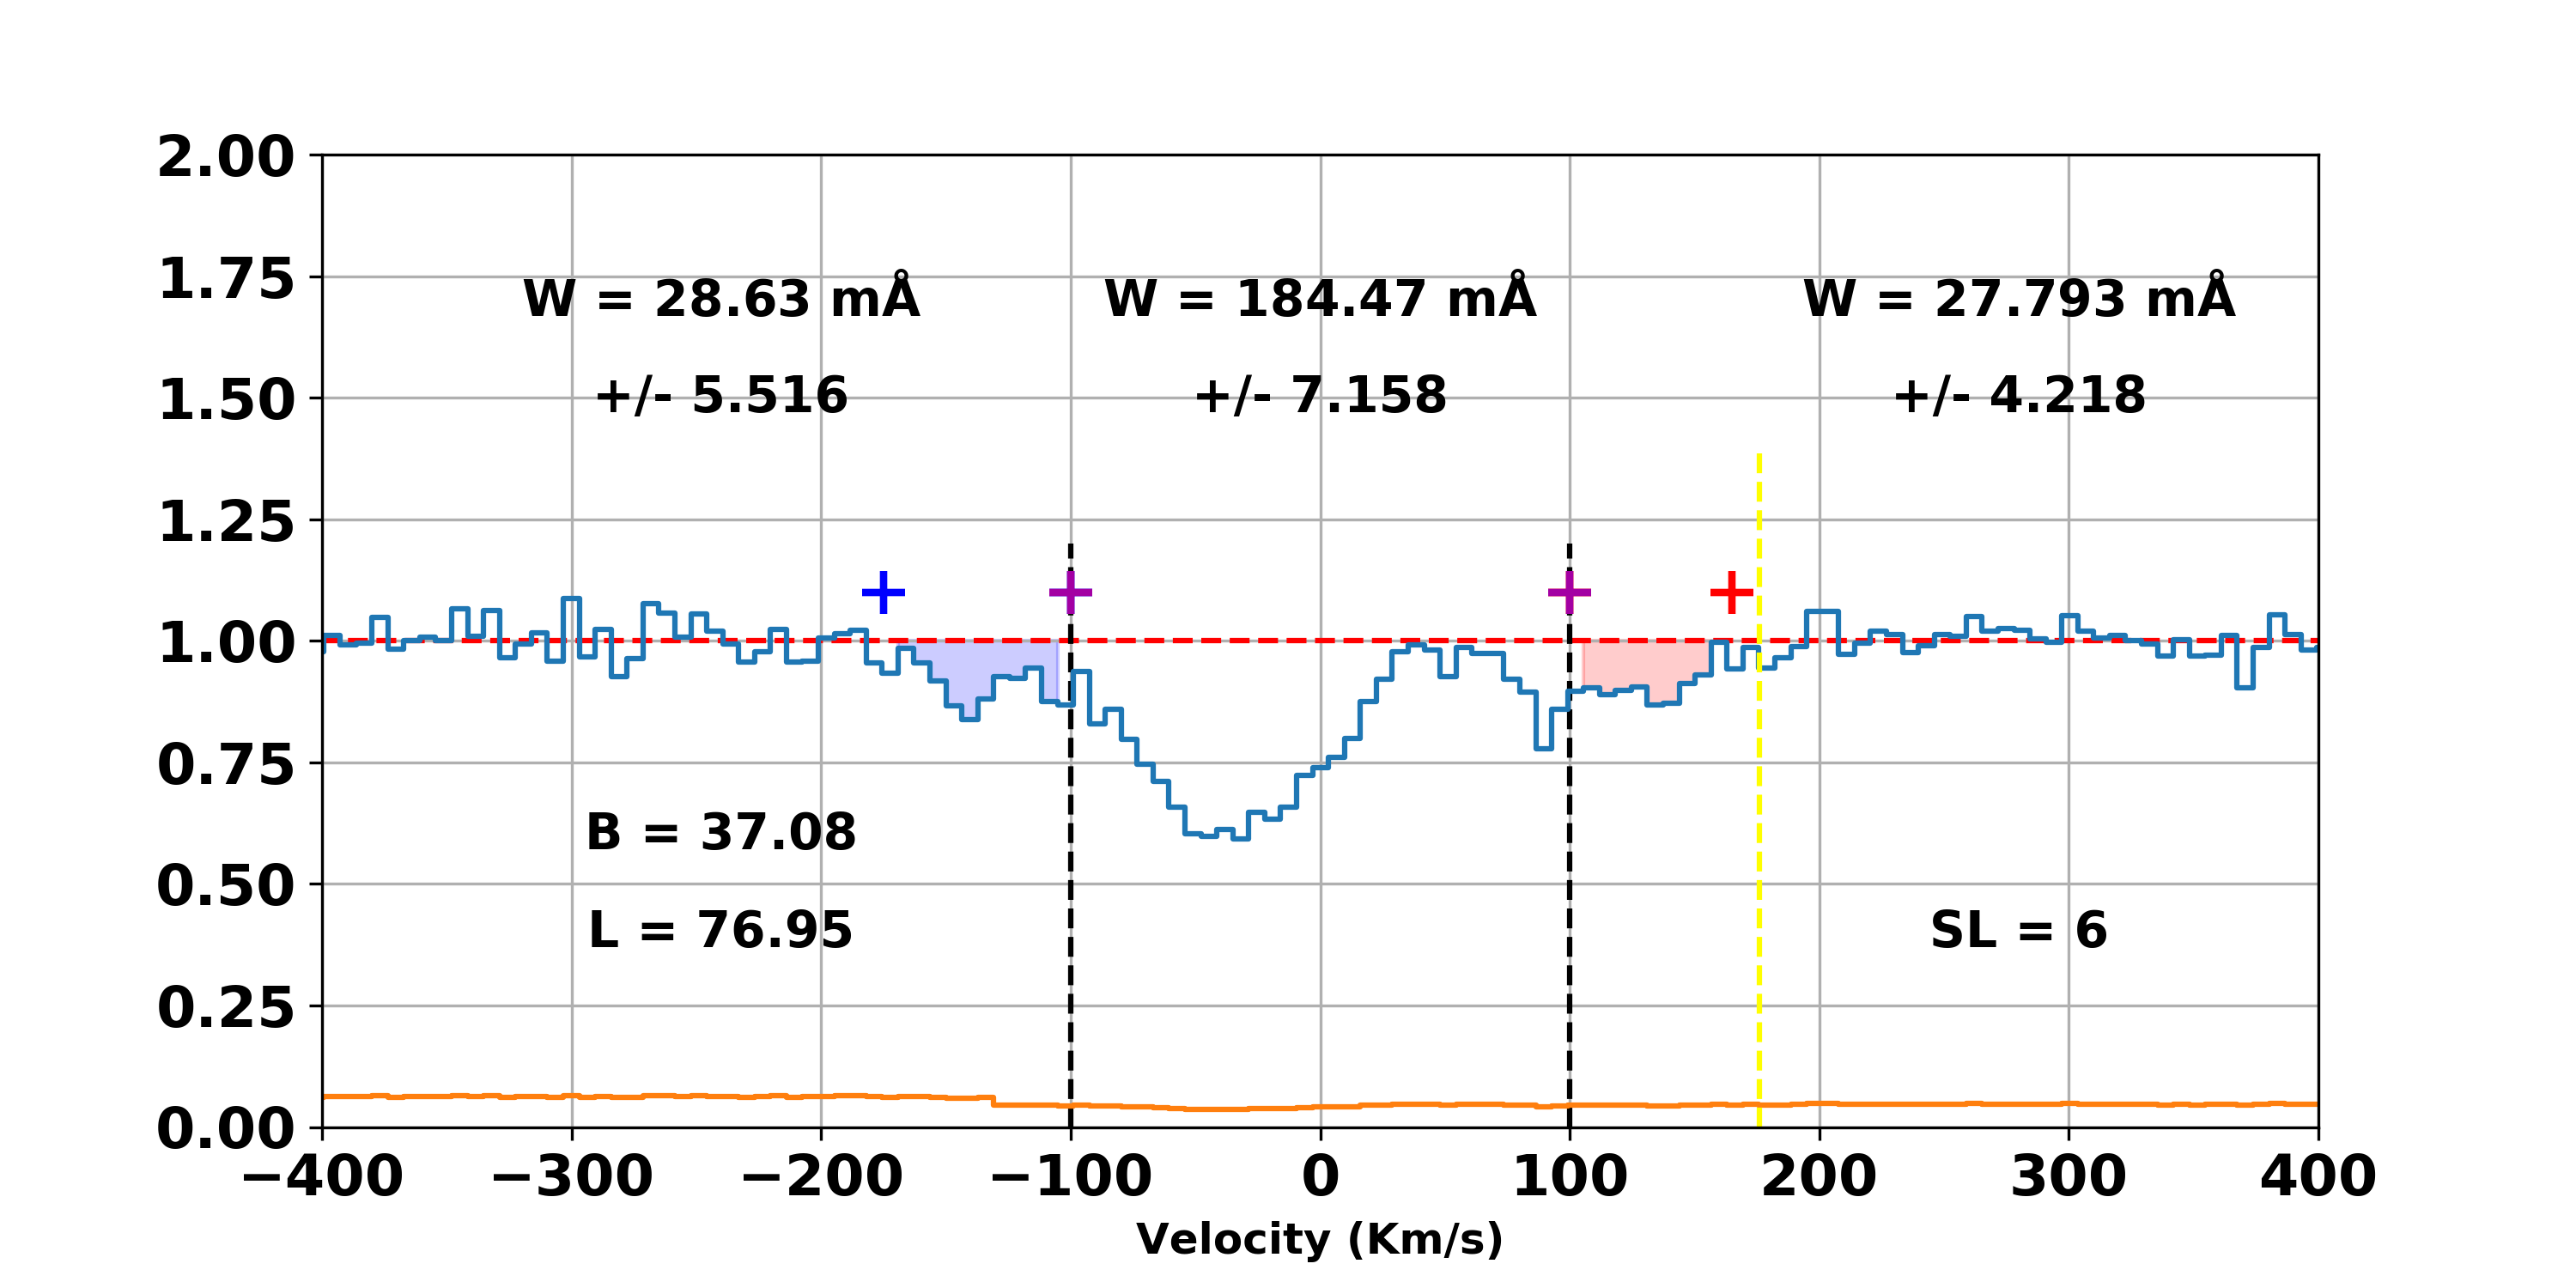 2.00
1.75
W = 28.63 mÅ W = 184.47 mÅ W = 27.793 mÅ
+/- 5.516 +/- 7.158 +/- 4.218
1.50
1.25
1.00
0.75
B = 37.08
0.50
L = 76.95 SL = 6
0.25
0.00
−400 −300 −200 −100 0 100 200 300 400
Velocity (Km/s)